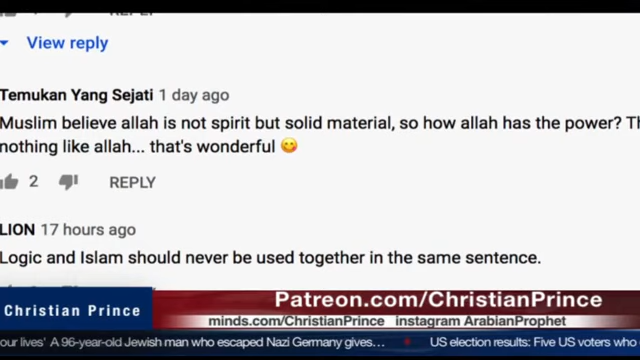 View reply
Temukan Yang Sejati 1 day ago
Muslim believe allah is not spirit but solid material, so how allah has the power?
nothing like allah... that's wonderful 😋
2 REPLY
LION 17 hours ago
Logic and Islam should never be used together in the same sentence.
Christian Prince
Patreon.com/ChristianPrince
minds.com/ChristianPrince instagram ArabianProphet
our lives' A 96-year-old Jewish man who escaped Nazi Germany gives... US election results: Five US voters who